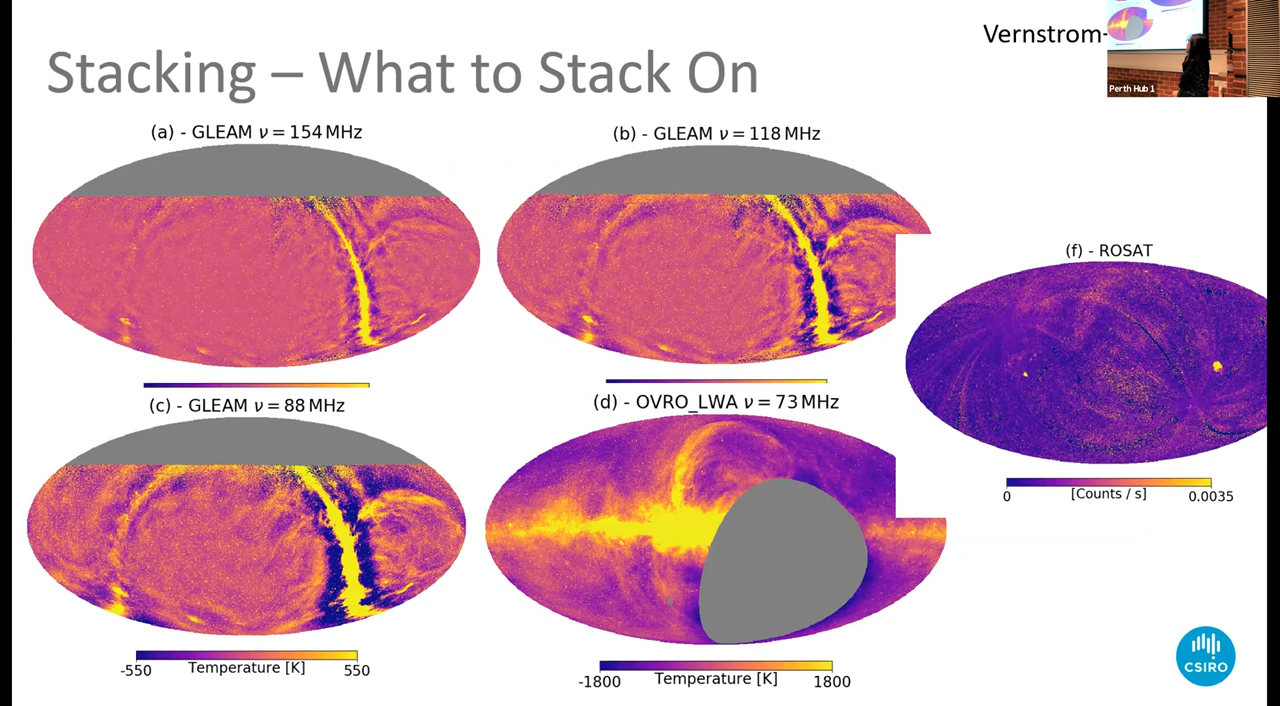 Vernstrom-
Stacking – What to Stack On
Perth Hub 1
(a) - GLEAM ν = 154 MHz
(b) - GLEAM ν = 118 MHz
(f) - ROSAT
(c) - GLEAM ν = 88 MHz
(d) - OVRO_LWA ν = 73 MHz
0
[Counts / s]
0.0035
-550
Temperature [K]
550
-1800
Temperature [K]
1800
CSIRO